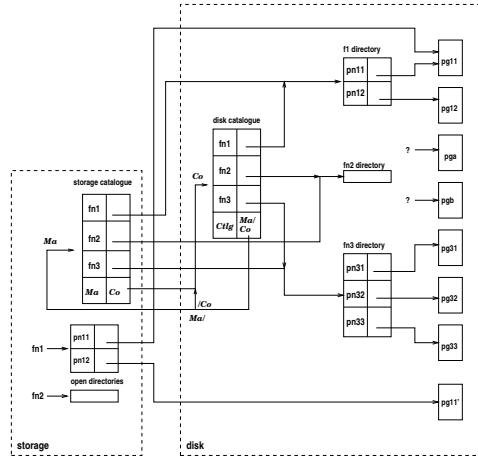 f1 directory
pn11
pn12
pg11
pg12
disk catalogue
fn1
fn2
fn3
Ctlg
Ma/
Co
Co
fn2 directory
? pga
? pgb
storage catalogue
fn1
fn2
fn3
Ma Co
Ma
/Co
Ma/
fn3 directory
pn31
pn32
pn33
pg31
pg32
pg33
fn1
pn11
pn12
open directories
fn2
pg11'
storage
disk